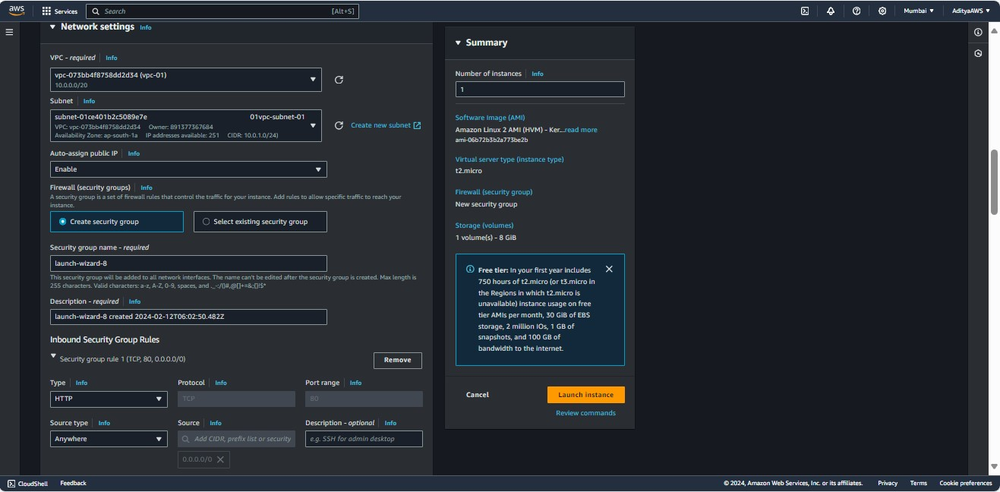 aws
Services
Search
[Alt+S]
Mumbai
AdityaAWS
Network settings Info
VPC - required Info
vpc-073bb4f8758dd2d34 (vpc-01)
10.0.0.0/20
Subnet Info
subnet-01ce401b2c5089e7e 01vpc-subnet-01
VPC: vpc-073bb4f8758dd2d34 Owner: 891377367684
Availability Zone: ap-south-1a IP addresses available: 251 CIDR: 10.0.1.0/24)
Create new subnet
Auto-assign public IP Info
Enable
Firewall (security groups) Info
A security group is a set of firewall rules that control the traffic for your instance. Add rules to allow specific traffic to reach your
instance.
Create security group
Select existing security group
Security group name - required
launch-wizard-8
This security group will be added to all network interfaces. The name can't be edited after the security group is created. Max length is
255 characters. Valid characters: a-z, A-Z, 0-9, spaces, and ._-:/()#,@[]+=&;{}!$*
Description - required Info
launch-wizard-8 created 2024-02-12T06:02:50.482Z
Inbound Security Group Rules
Security group rule 1 (TCP, 80, 0.0.0.0/0)
Remove
Type Info Protocol Info Port range Info
HTTP TCP 80
Source type Info Source Info Description - optional Info
Anywhere Add CIDR, prefix list or security e.g. SSH for admin desktop
0.0.0.0/0
Summary
Number of instances Info
1
Software Image (AMI)
Amazon Linux 2 AMI (HVM) - Ker...read more
ami-06b72b3b2a773be2b
Virtual server type (instance type)
t2.micro
Firewall (security group)
New security group
Storage (volumes)
1 volume(s) - 8 GiB
Free tier: In your first year includes
750 hours of t2.micro (or t3.micro in
the Regions in which t2.micro is
unavailable) instance usage on free
tier AMIs per month, 30 GiB of EBS
storage, 2 million IOs, 1 GB of
snapshots, and 100 GB of
bandwidth to the internet.
Cancel
Launch instance
Review commands
CloudShell
Feedback
© 2024, Amazon Web Services, Inc. or its affiliates.
Privacy
Terms
Cookie preferences